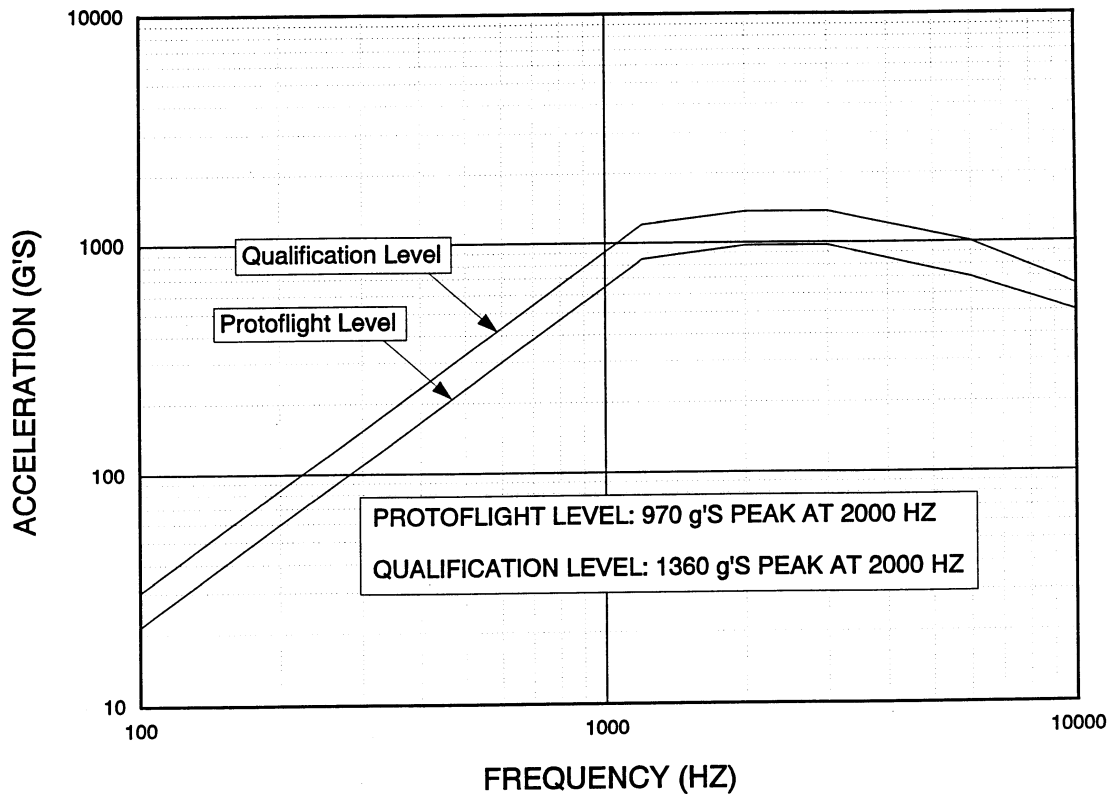 10000
1000
100
10
ACCELERATION (G'S)
Qualification Level
Protoflight Level
PROTOFLIGHT LEVEL: 970 g'S PEAK AT 2000 HZ
QUALIFICATION LEVEL: 1360 g'S PEAK AT 2000 HZ
100
1000
10000
FREQUENCY (HZ)